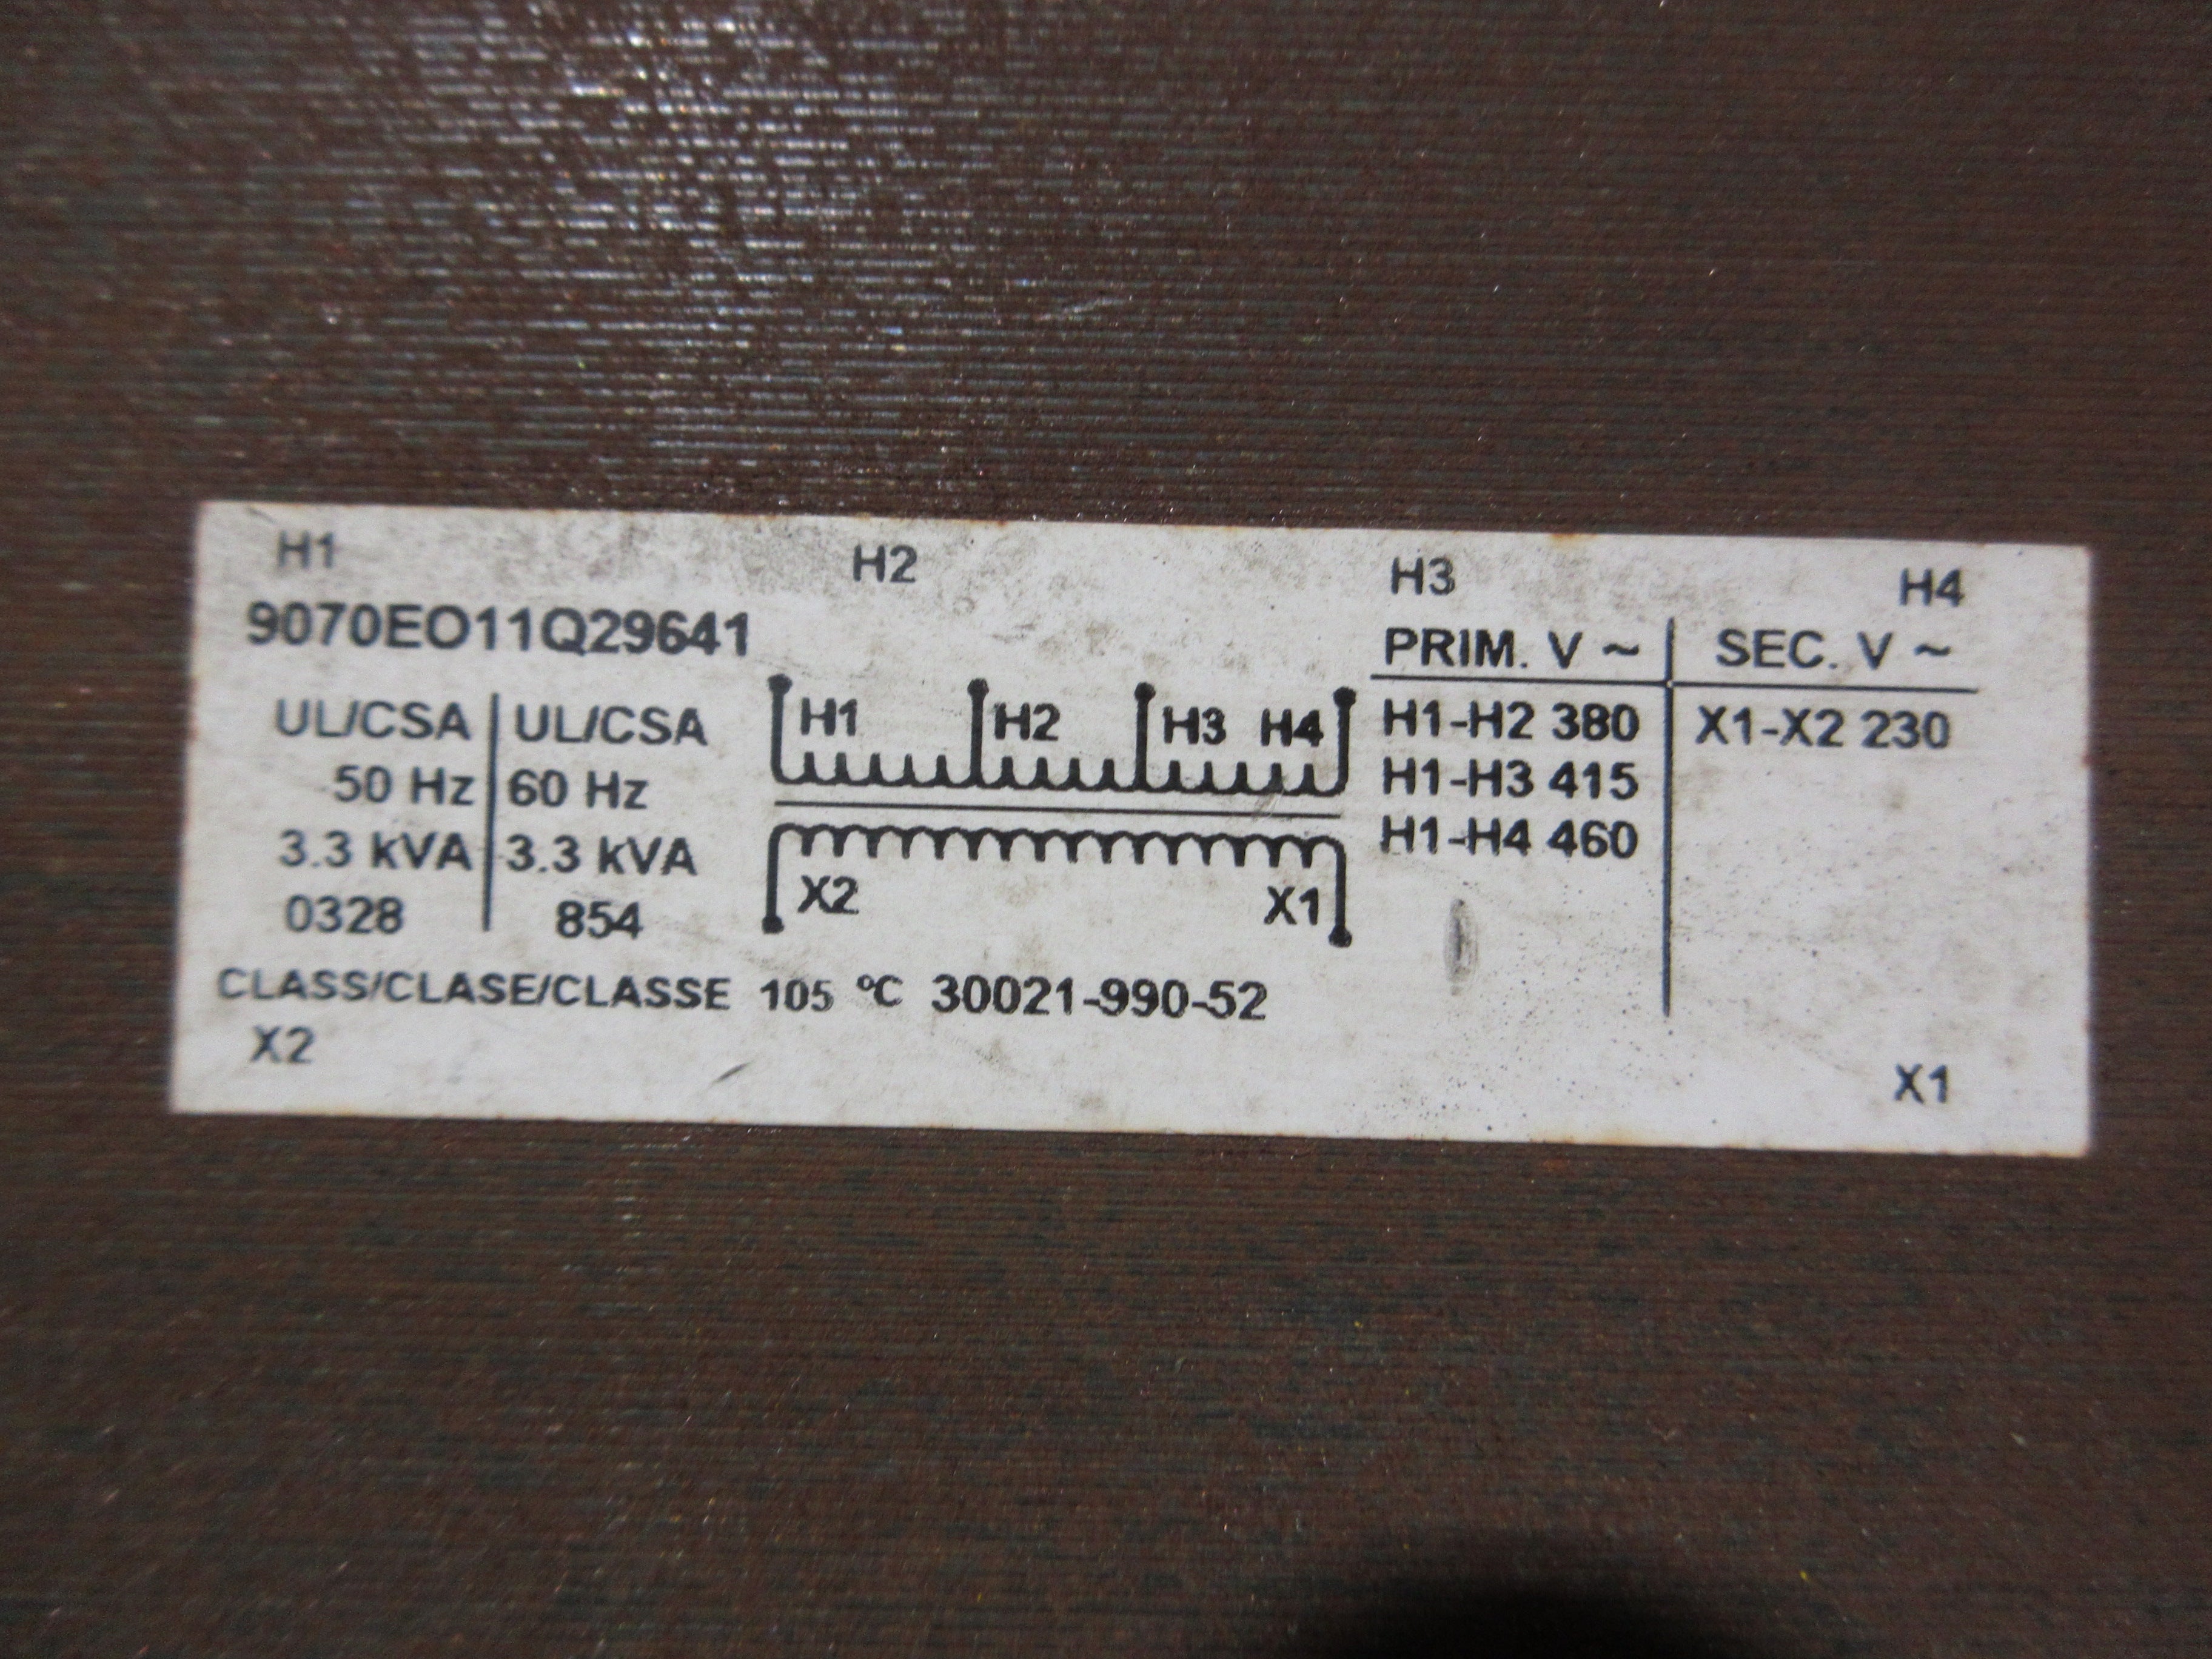 H1 H2 H3 H4
9070EO11Q29641
PRIM. V ~ SEC. V ~
UL/CSA UL/CSA H1 H2 H3 H4 H1-H2 380 X1-X2 230
50 Hz 60 Hz H1-H3 415
3.3 kVA 3.3 kVA H1-H4 460
0328 854 X2 X1
CLASS/CLASE/CLASSE 105 °C 30021-990-52
X2 X1